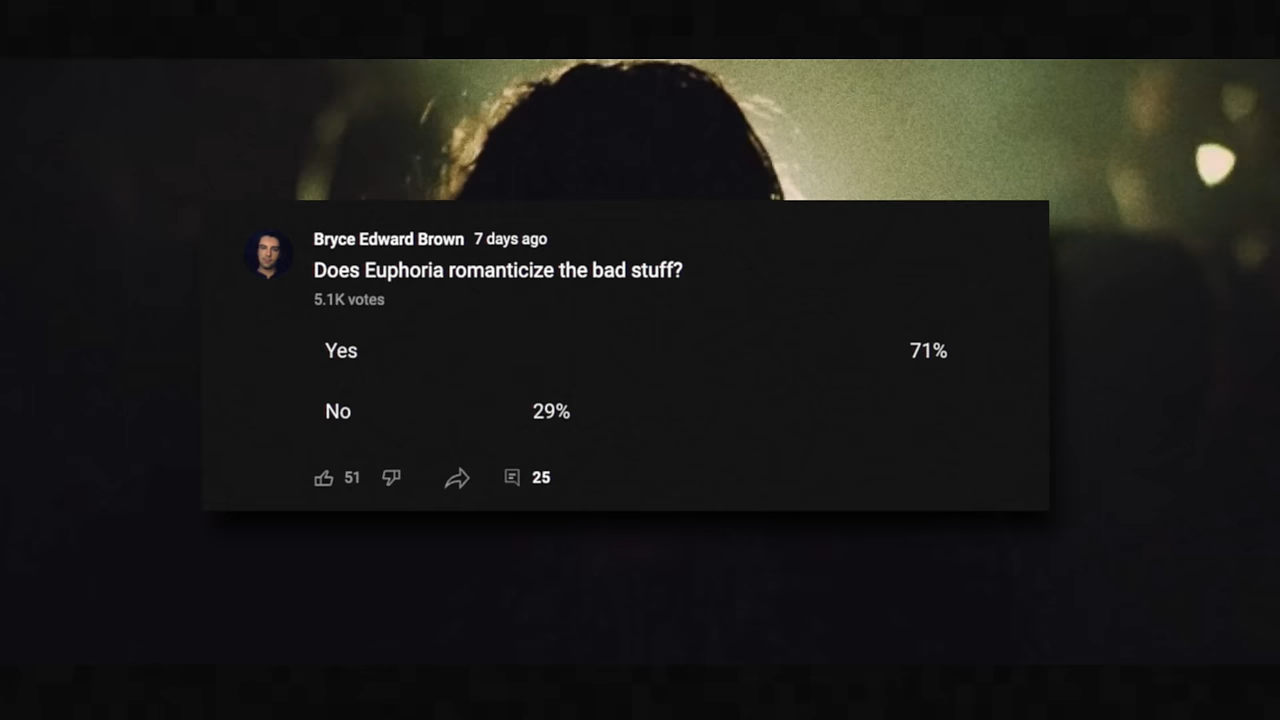 Bryce Edward Brown 7 days ago
Does Euphoria romanticize the bad stuff?
5.1K votes
Yes 71%
No 29%
51 25